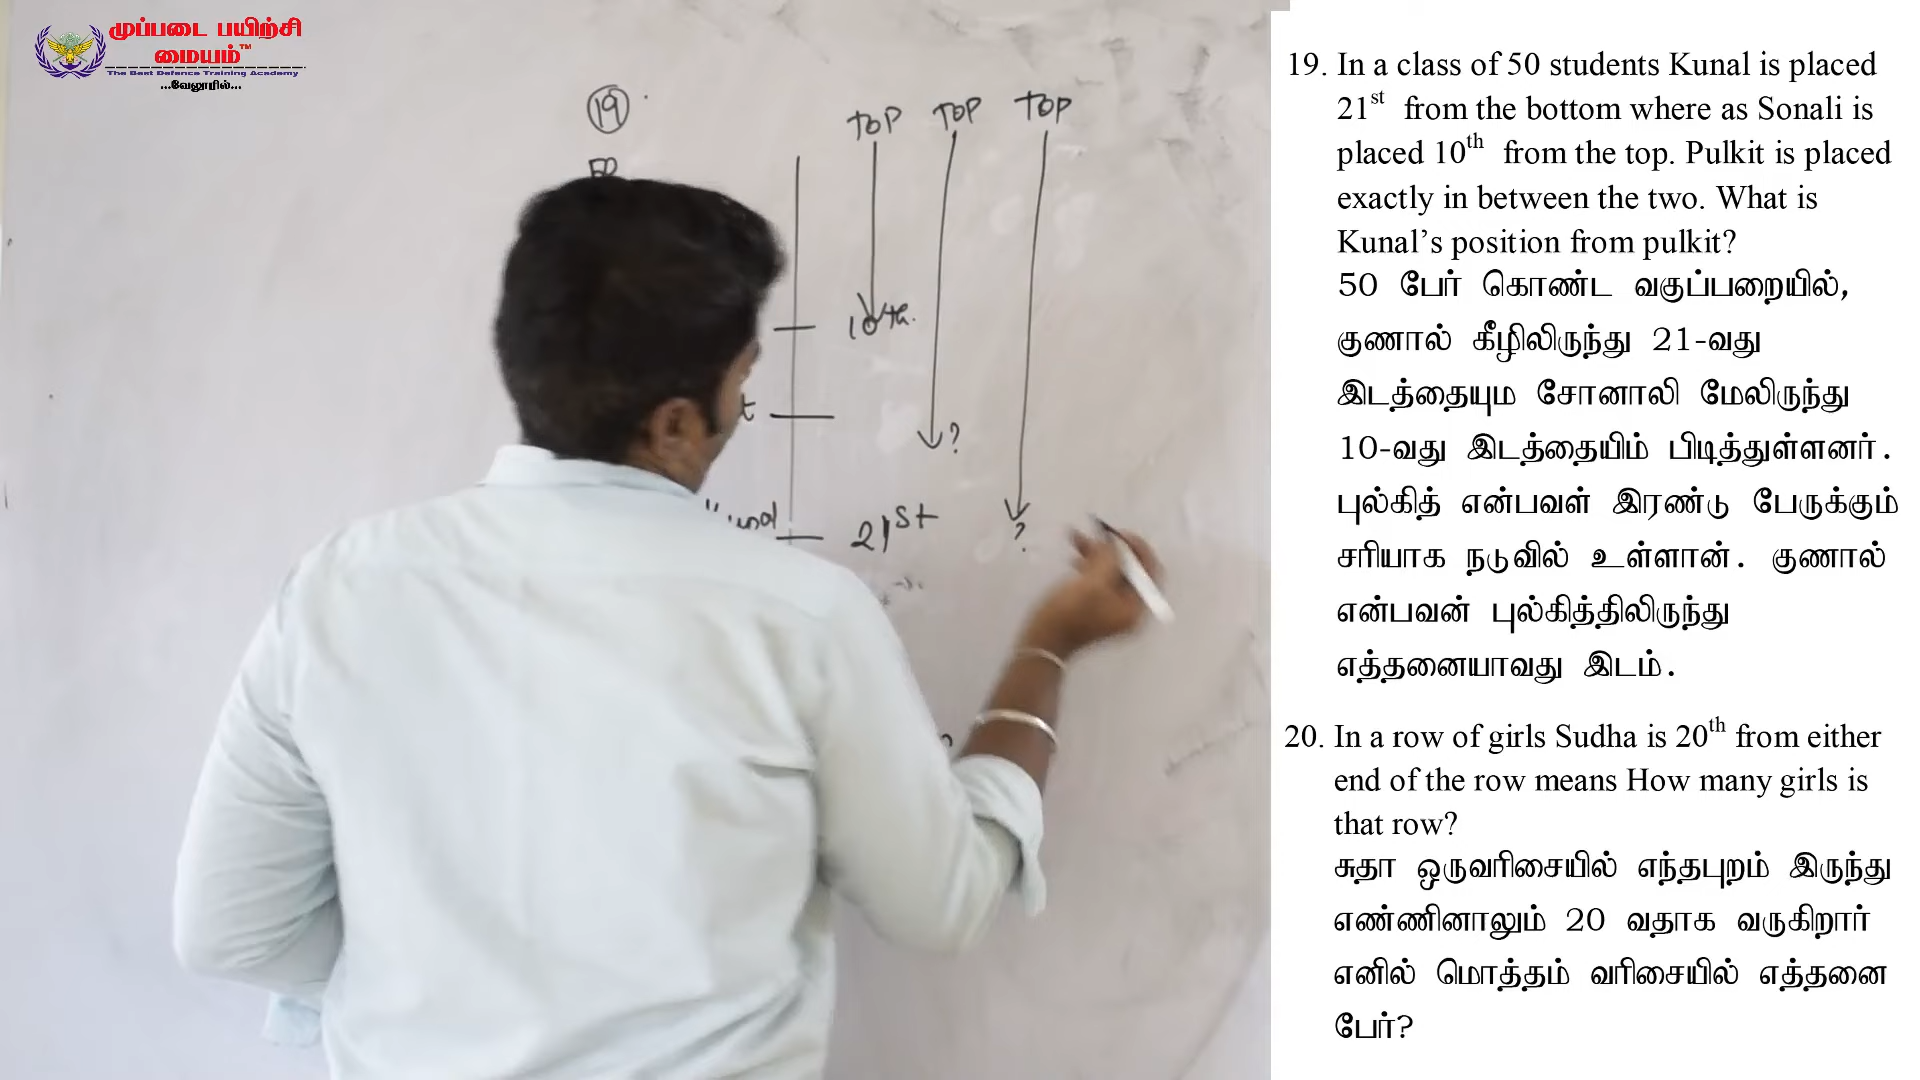 முப்படை பயிற்சி
மையம்™
The Best Defence Training Academy
...வேலூரில்...
19
TOP TOP TOP
50
10th.
t
?
21st
?
19. In a class of 50 students Kunal is placed
21st from the bottom where as Sonali is
placed 10th from the top. Pulkit is placed
exactly in between the two. What is
Kunal’s position from pulkit?
50 பேர் கொண்ட வகுப்பறையில்,
குணால் கீழிலிருந்து 21-வது
இடத்தையும சோனாலி மேலிருந்து
10-வது இடத்தையிம் பிடித்துள்ளனர்.
புல்கித் என்பவள் இரண்டு பேருக்கும்
சரியாக நடுவில் உள்ளான். குணால்
என்பவன் புல்கித்திலிருந்து
எத்தனையாவது இடம்.
20. In a row of girls Sudha is 20th from either
end of the row means How many girls is
that row?
சுதா ஒருவரிசையில் எந்தபுறம் இருந்து
எண்ணினாலும் 20 வதாக வருகிறார்
எனில் மொத்தம் வரிசையில் எத்தனை
பேர்?